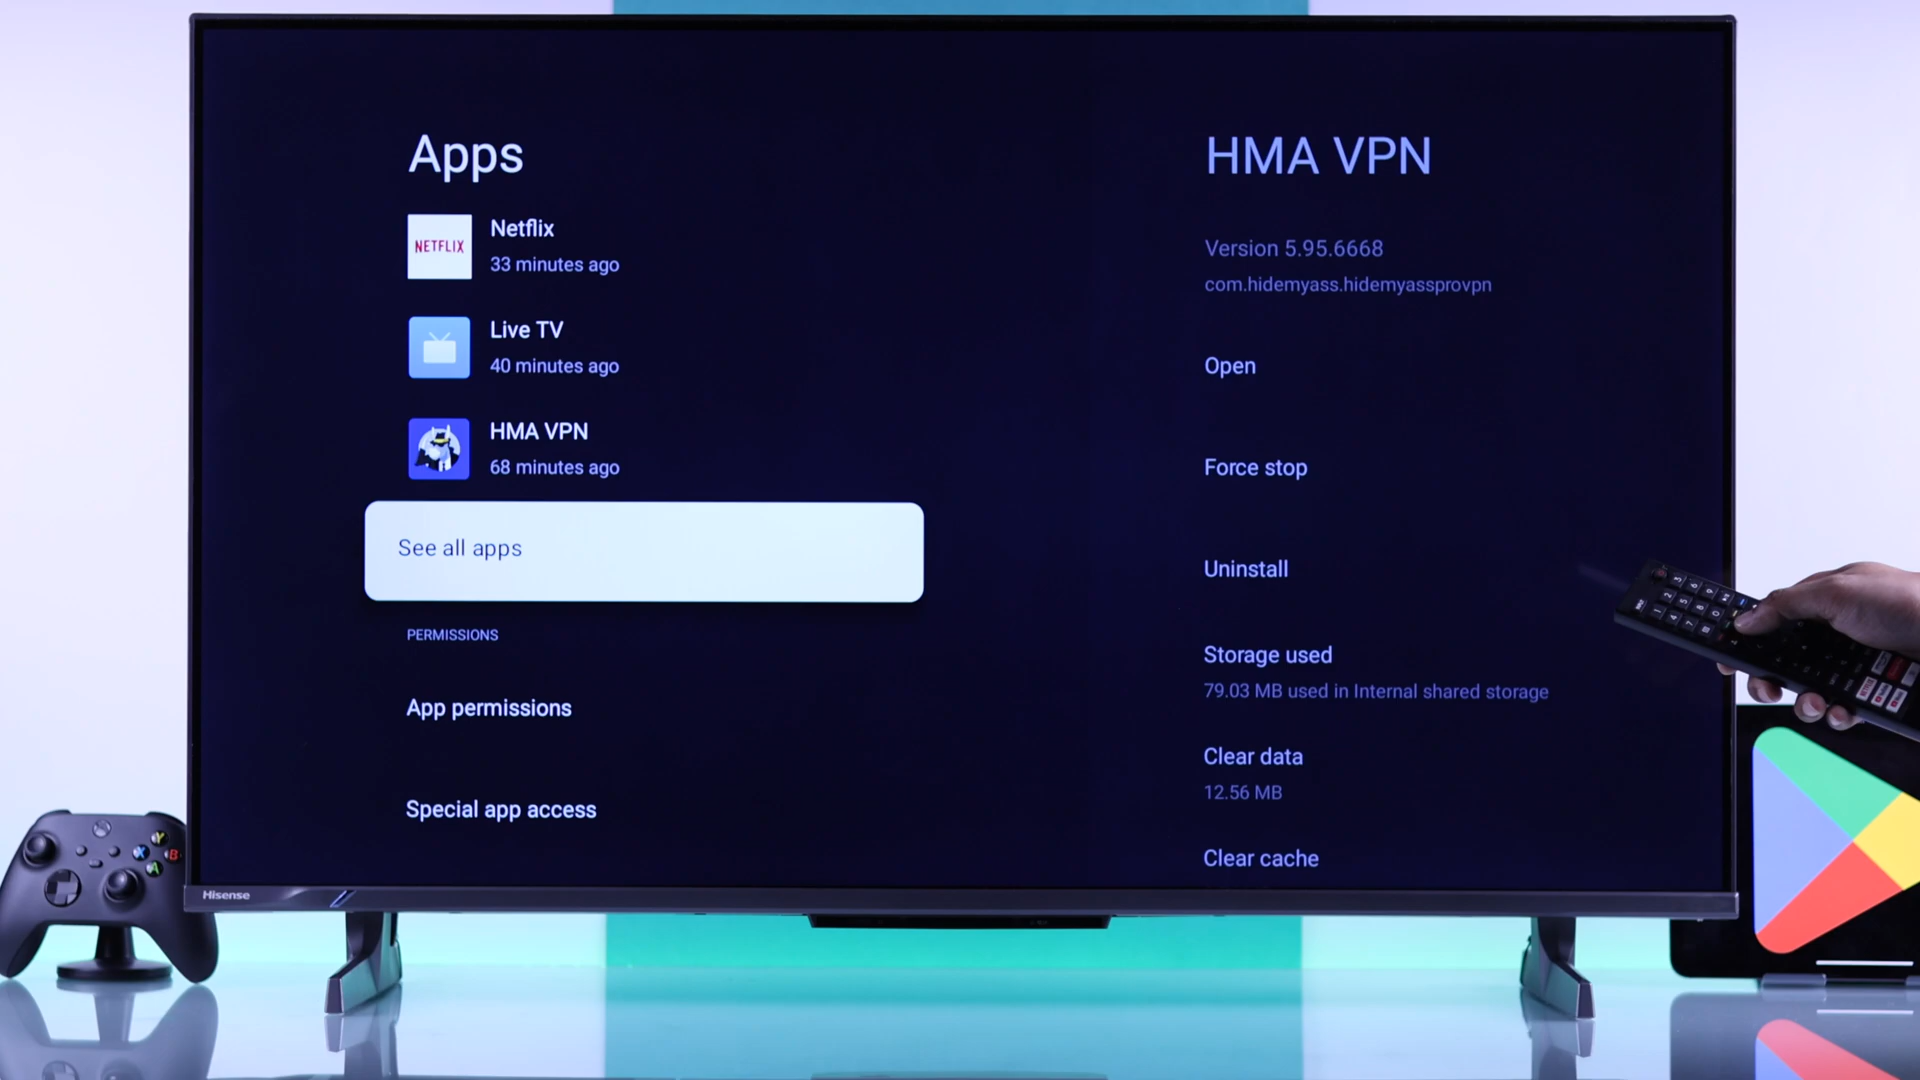 Apps
NETFLIX
Netflix
33 minutes ago
Live TV
40 minutes ago
HMA VPN
68 minutes ago
See all apps
PERMISSIONS
App permissions
Special app access
HMA VPN
Version 5.95.6668
com.hidemyass.hidemyassprovpn
Open
Force stop
Uninstall
Storage used
79.03 MB used in Internal shared storage
Clear data
12.56 MB
Clear cache
Hisense
Y
X
B
A